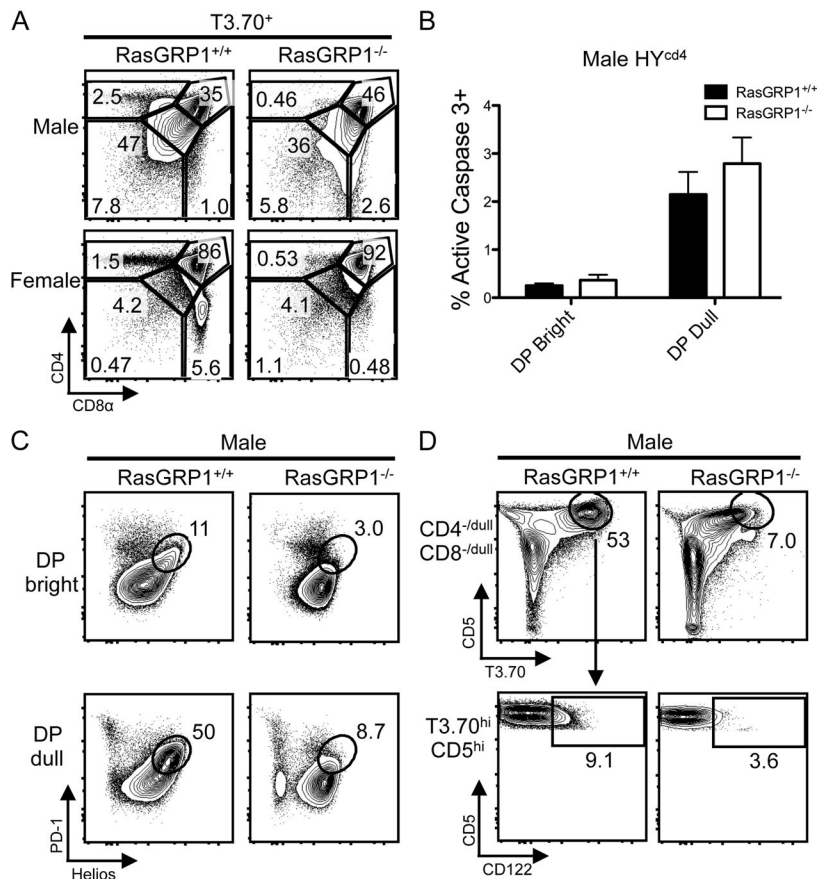 A
T3.70+
RasGRP1+/+ RasGRP1-/-
Male
2.5 35
47
7.8 1.0
0.46 46
36
5.8 2.6
Female
1.5 86
4.2
0.47 5.6
0.53 92
4.1
1.1 0.48
CD4
CD8α
B
Male HYcd4
RasGRP1+/+
RasGRP1-/-
% Active Caspase 3+
4
3
2
1
0
DP Bright
DP Dull
C
Male
RasGRP1+/+ RasGRP1-/-
DP
bright
11
3.0
DP
dull
50
8.7
PD-1
Helios
D
Male
RasGRP1+/+ RasGRP1-/-
CD4-/dull
CD8-/dull
53
7.0
CD5
T3.70
T3.70hi
CD5hi
9.1
3.6
CD5
CD122